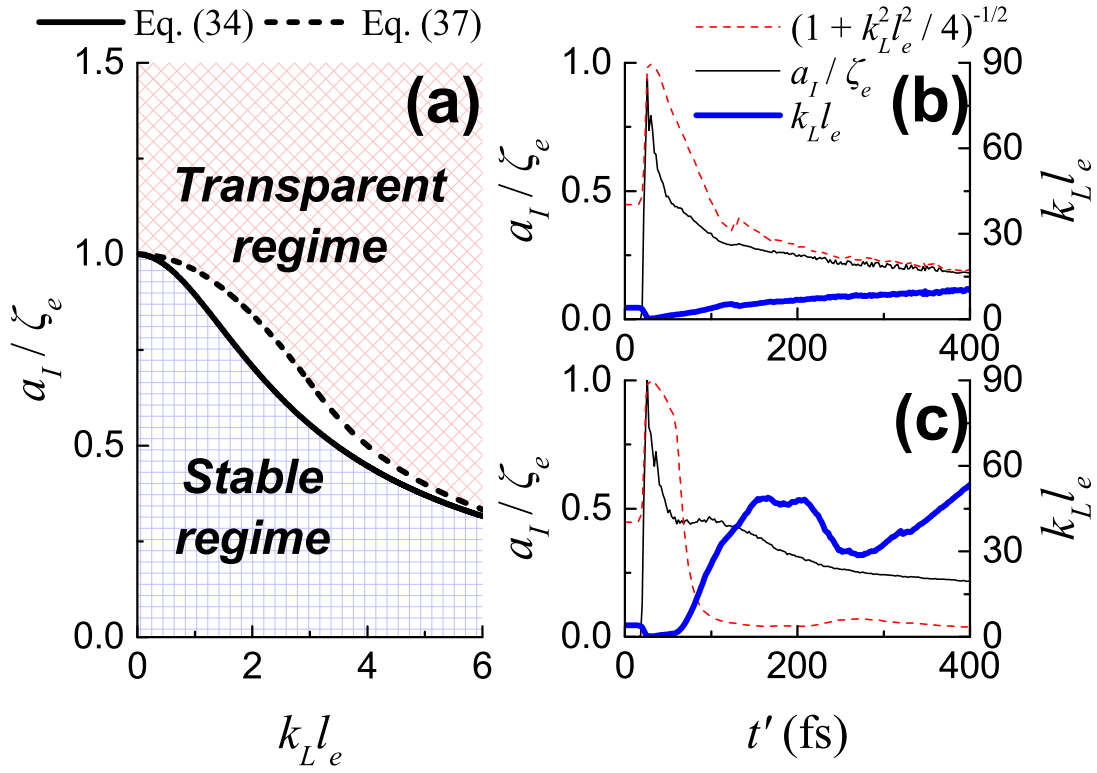 Eq. (34) Eq. (37)
(a)
Transparent
regime
Stable
regime
1.5
1.0
0.5
0.0
0 2 4 6
a_I / ζ_e
k_L l_e
(1 + k_L^2 l_e^2 / 4)^{-1/2}
a_I / ζ_e
k_L l_e
(b)
1.0
0.5
0.0
90
60
30
0
0 200 400
a_I / ζ_e
k_L l_e
(c)
1.0
0.5
0.0
90
60
30
0
0 200 400
a_I / ζ_e
k_L l_e
t′ (fs)